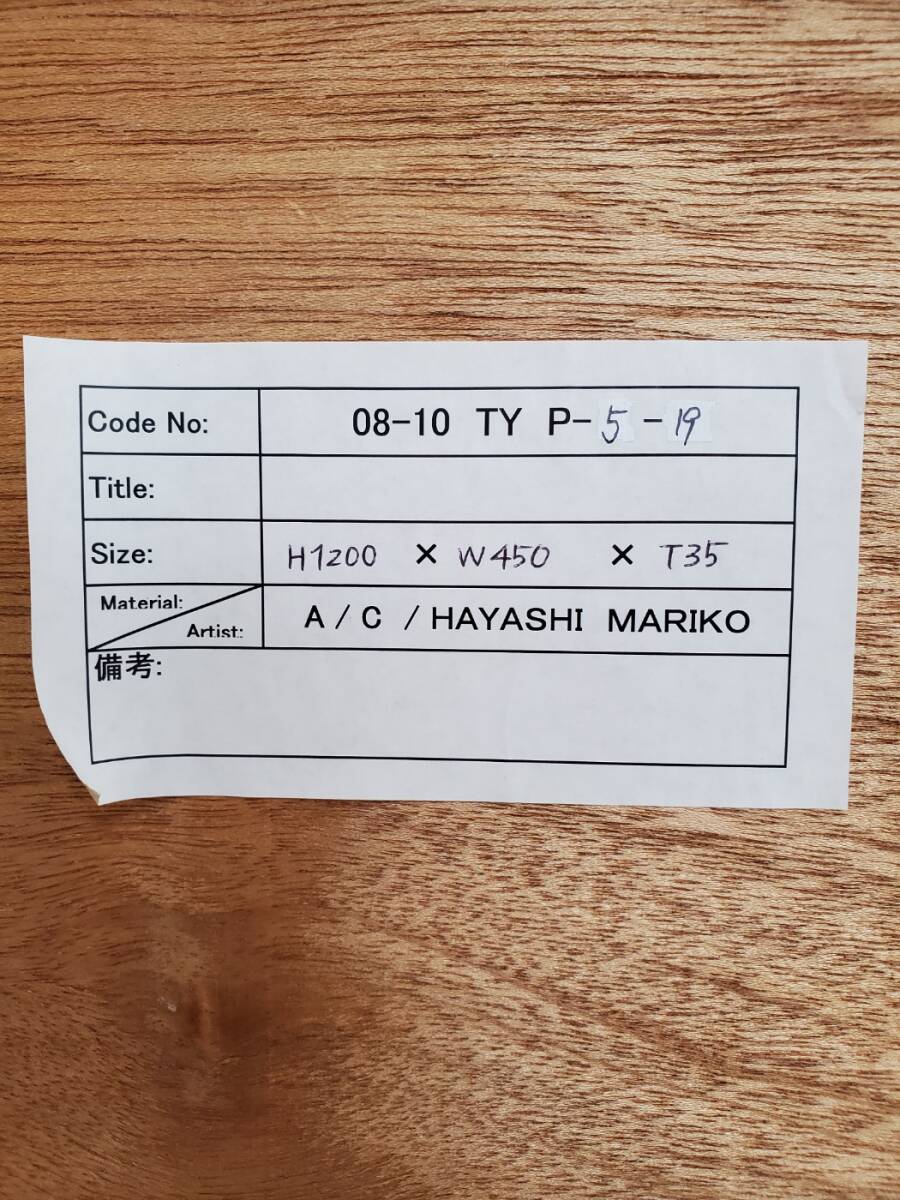 Code No: 08-10 TY P-5-19
Title:
Size: H1200 × W450 × T35
Material: Artist: A / C / HAYASHI MARIKO
備考: